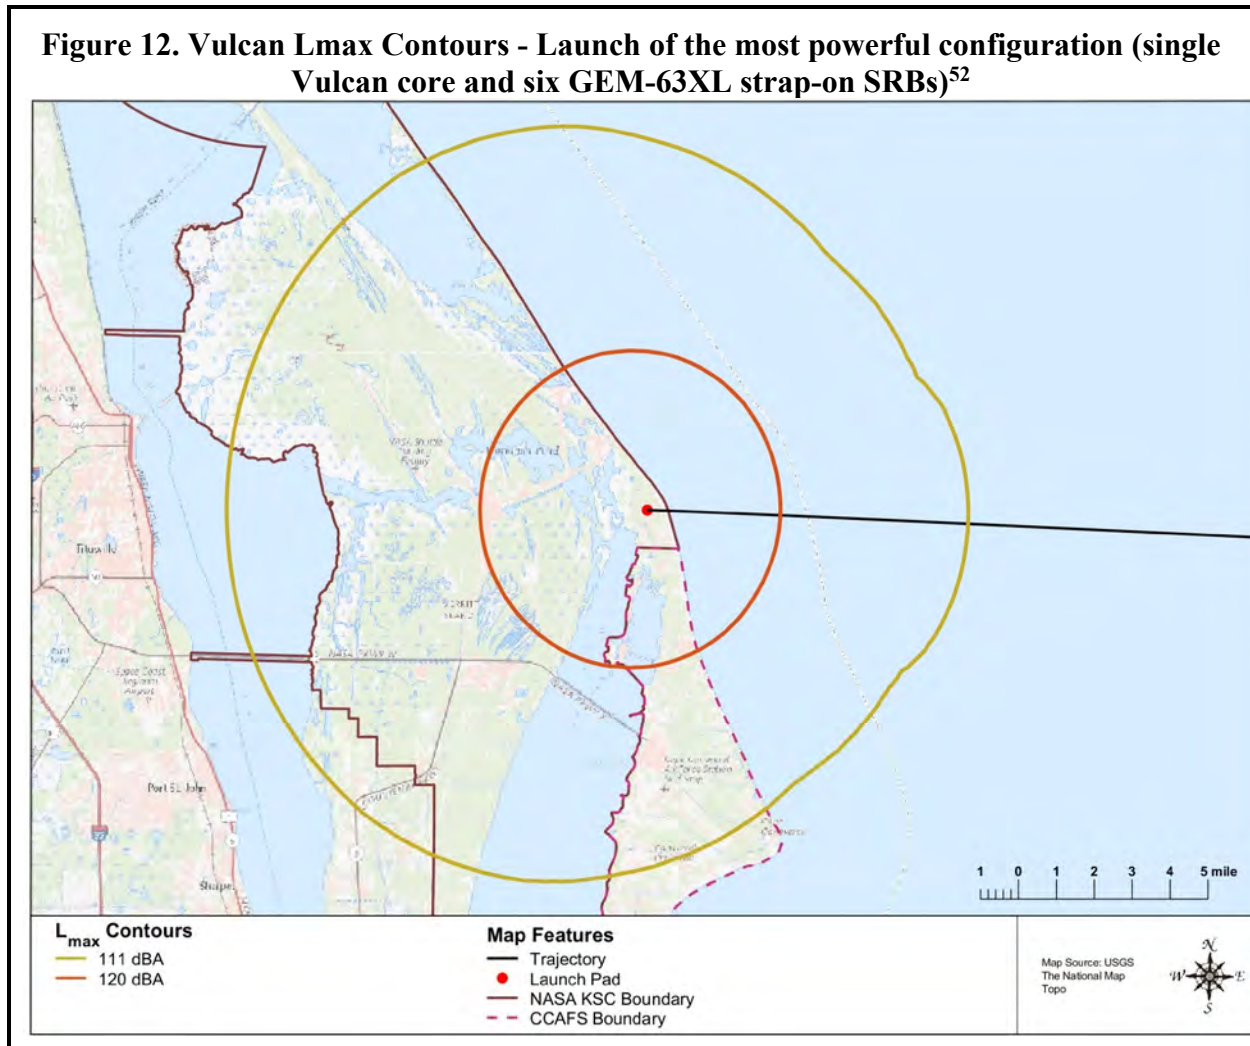 Figure 12. Vulcan Lmax Contours - Launch of the most powerful configuration (single
Vulcan core and six GEM-63XL strap-on SRBs)52
Titusville
Port St. John
Sharpes
1 0 1 2 3 4 5 mile
Lmax Contours
111 dBA
120 dBA
Map Features
Trajectory
Launch Pad
NASA KSC Boundary
CCAFS Boundary
Map Source: USGS
The National Map
Topo
N
W E
S